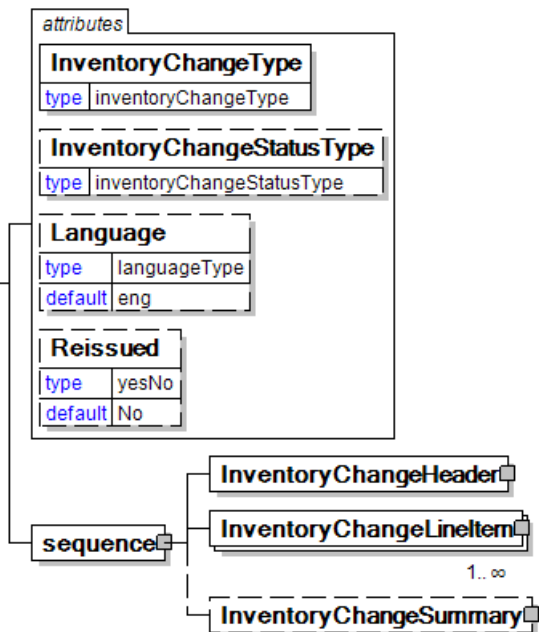 attributes
InventoryChangeType
type inventoryChangeType
InventoryChangeStatusType
type inventoryChangeStatusType
Language
type languageType
default eng
Reissued
type yesNo
default No
InventoryChangeHeader
sequence
InventoryChangeLineItem
1..∞
InventoryChangeSummary